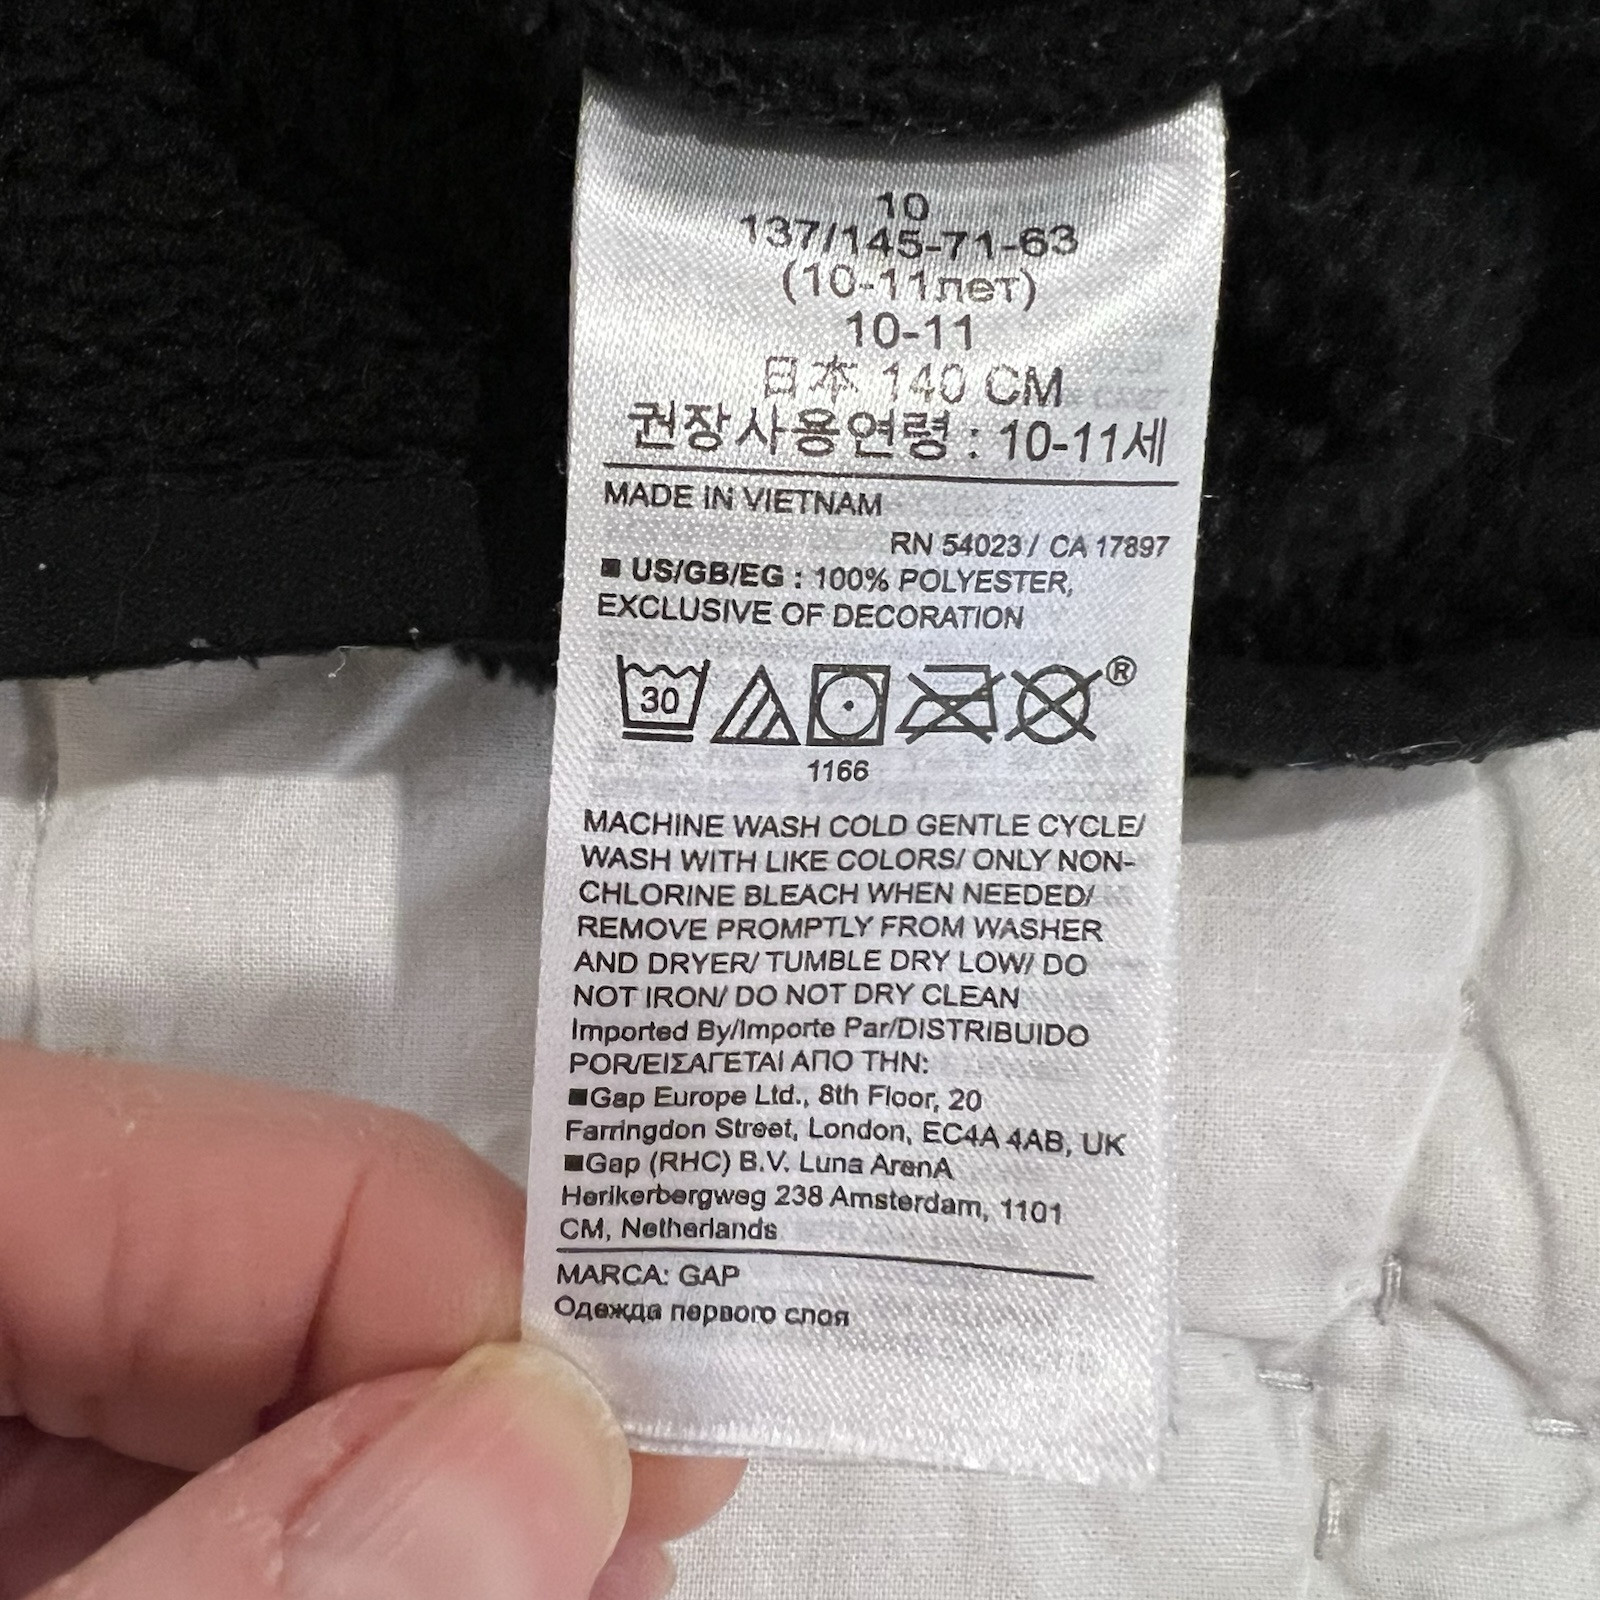 10
137/145-71-63
(10-11лет)
10-11
日本 140 CM
권장사용연령 : 10-11세
MADE IN VIETNAM
RN 54023 / CA 17897
■ US/GB/EG : 100% POLYESTER,
EXCLUSIVE OF DECORATION
30
®
1166
MACHINE WASH COLD GENTLE CYCLE/
WASH WITH LIKE COLORS/ ONLY NON-
CHLORINE BLEACH WHEN NEEDED/
REMOVE PROMPTLY FROM WASHER
AND DRYER/ TUMBLE DRY LOW/ DO
NOT IRON/ DO NOT DRY CLEAN
Imported By/Importe Par/DISTRIBUIDO
POR/ΕΙΣΑΓΕΤΑΙ ΑΠΟ ΤΗΝ:
■Gap Europe Ltd., 8th Floor, 20
Farringdon Street, London, EC4A 4AB, UK
■Gap (RHC) B.V. Luna ArenA
Herikerbergweg 238 Amsterdam, 1101
CM, Netherlands
MARCA: GAP
Одежда первого слоя